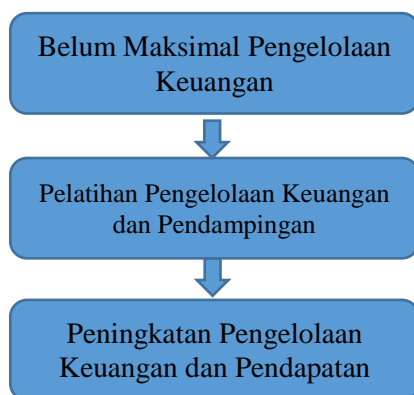 Belum Maksimal Pengelolaan
Keuangan
Pelatihan Pengelolaan Keuangan
dan Pendampingan
Peningkatan Pengelolaan
Keuangan dan Pendapatan